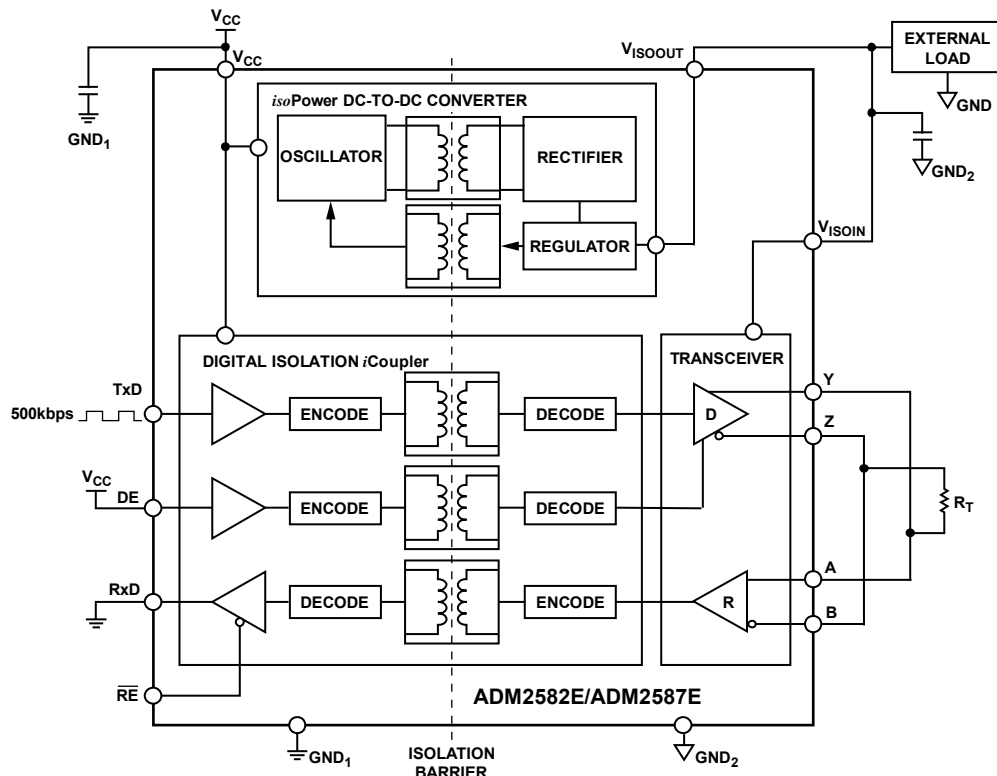 VCC
VCC
VISOOUT
EXTERNAL
LOAD
GND
GND1
GND2
isoPower DC-TO-DC CONVERTER
OSCILLATOR
RECTIFIER
REGULATOR
VISOIN
DIGITAL ISOLATION iCoupler
TRANSCEIVER
TxD
500kbps
ENCODE
DECODE
D
Y
Z
VCC
DE
ENCODE
DECODE
RT
RxD
DECODE
ENCODE
R
A
B
RE
ADM2582E/ADM2587E
GND1
ISOLATION
BARRIER
GND2